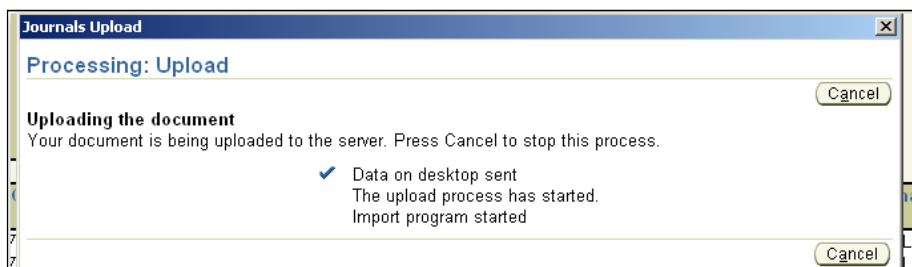 Journals Upload
Processing: Upload
Cancel
Uploading the document
Your document is being uploaded to the server. Press Cancel to stop this process.
Data on desktop sent
The upload process has started.
Import program started
Cancel